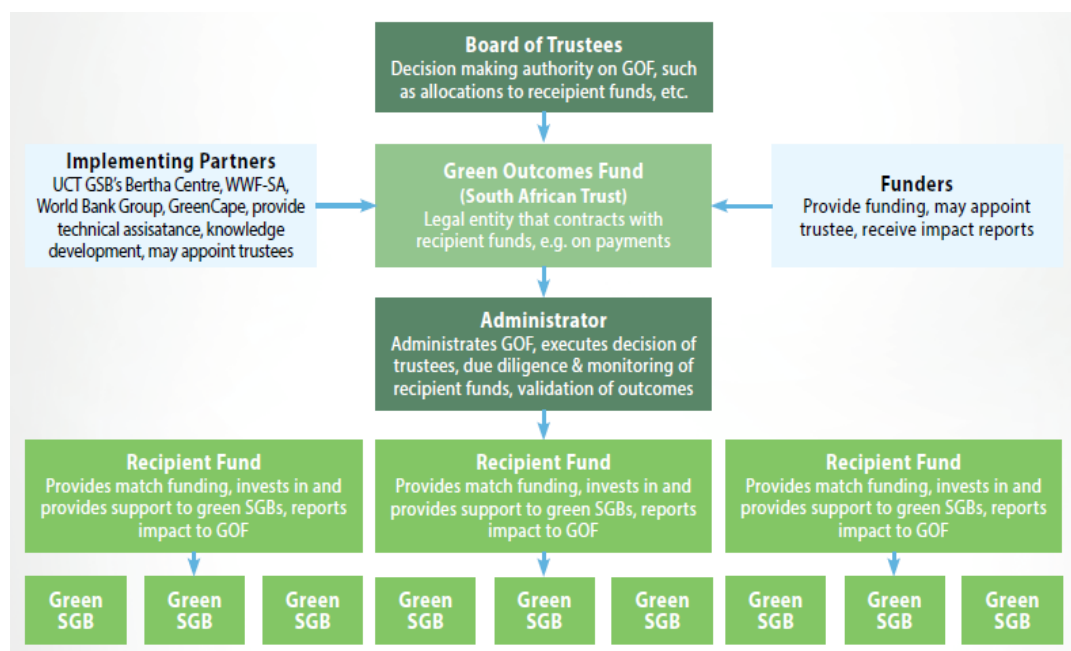 Board of Trustees
Decision making authority on GOF, such
as allocations to receipient funds, etc.
Implementing Partners
UCT GSB's Bertha Centre, WWF-SA,
World Bank Group, GreenCape, provide
technical assisatance, knowledge
development, may appoint trustees
Green Outcomes Fund
(South African Trust)
Legal entity that contracts with
recipient funds, e.g. on payments
Funders
Provide funding, may appoint
trustee, receive impact reports
Administrator
Administrates GOF, executes decision of
trustees, due diligence & monitoring of
recipient funds, validation of outcomes
Recipient Fund
Provides match funding, invests in and
provides support to green SGBs, reports
impact to GOF
Recipient Fund
Provides match funding, invests in and
provides support to green SGBs, reports
impact to GOF
Recipient Fund
Provides match funding, invests in and
provides support to green SGBs, reports
impact to GOF
Green
SGB
Green
SGB
Green
SGB
Green
SGB
Green
SGB
Green
SGB
Green
SGB
Green
SGB
Green
SGB